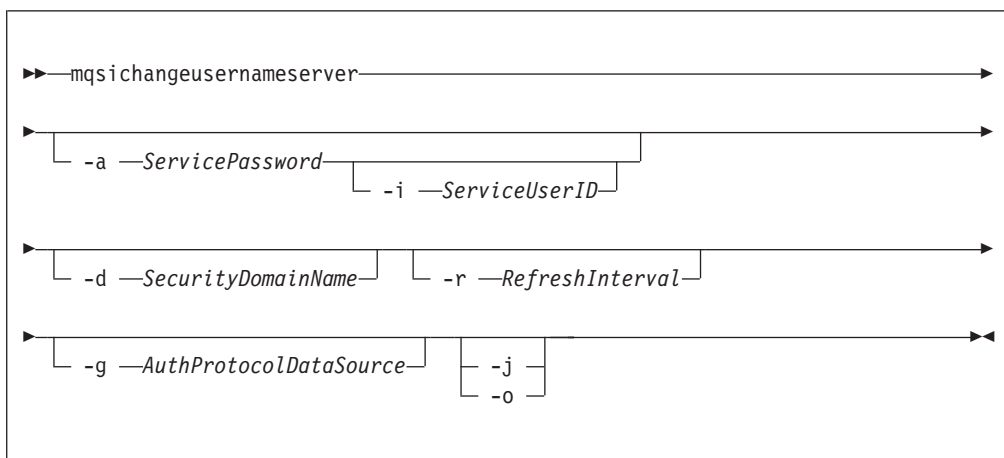 mqsichangeusernameserver
-a ServicePassword
-i ServiceUserID
-d SecurityDomainName -r RefreshInterval
-g AuthProtocolDataSource -j
-o